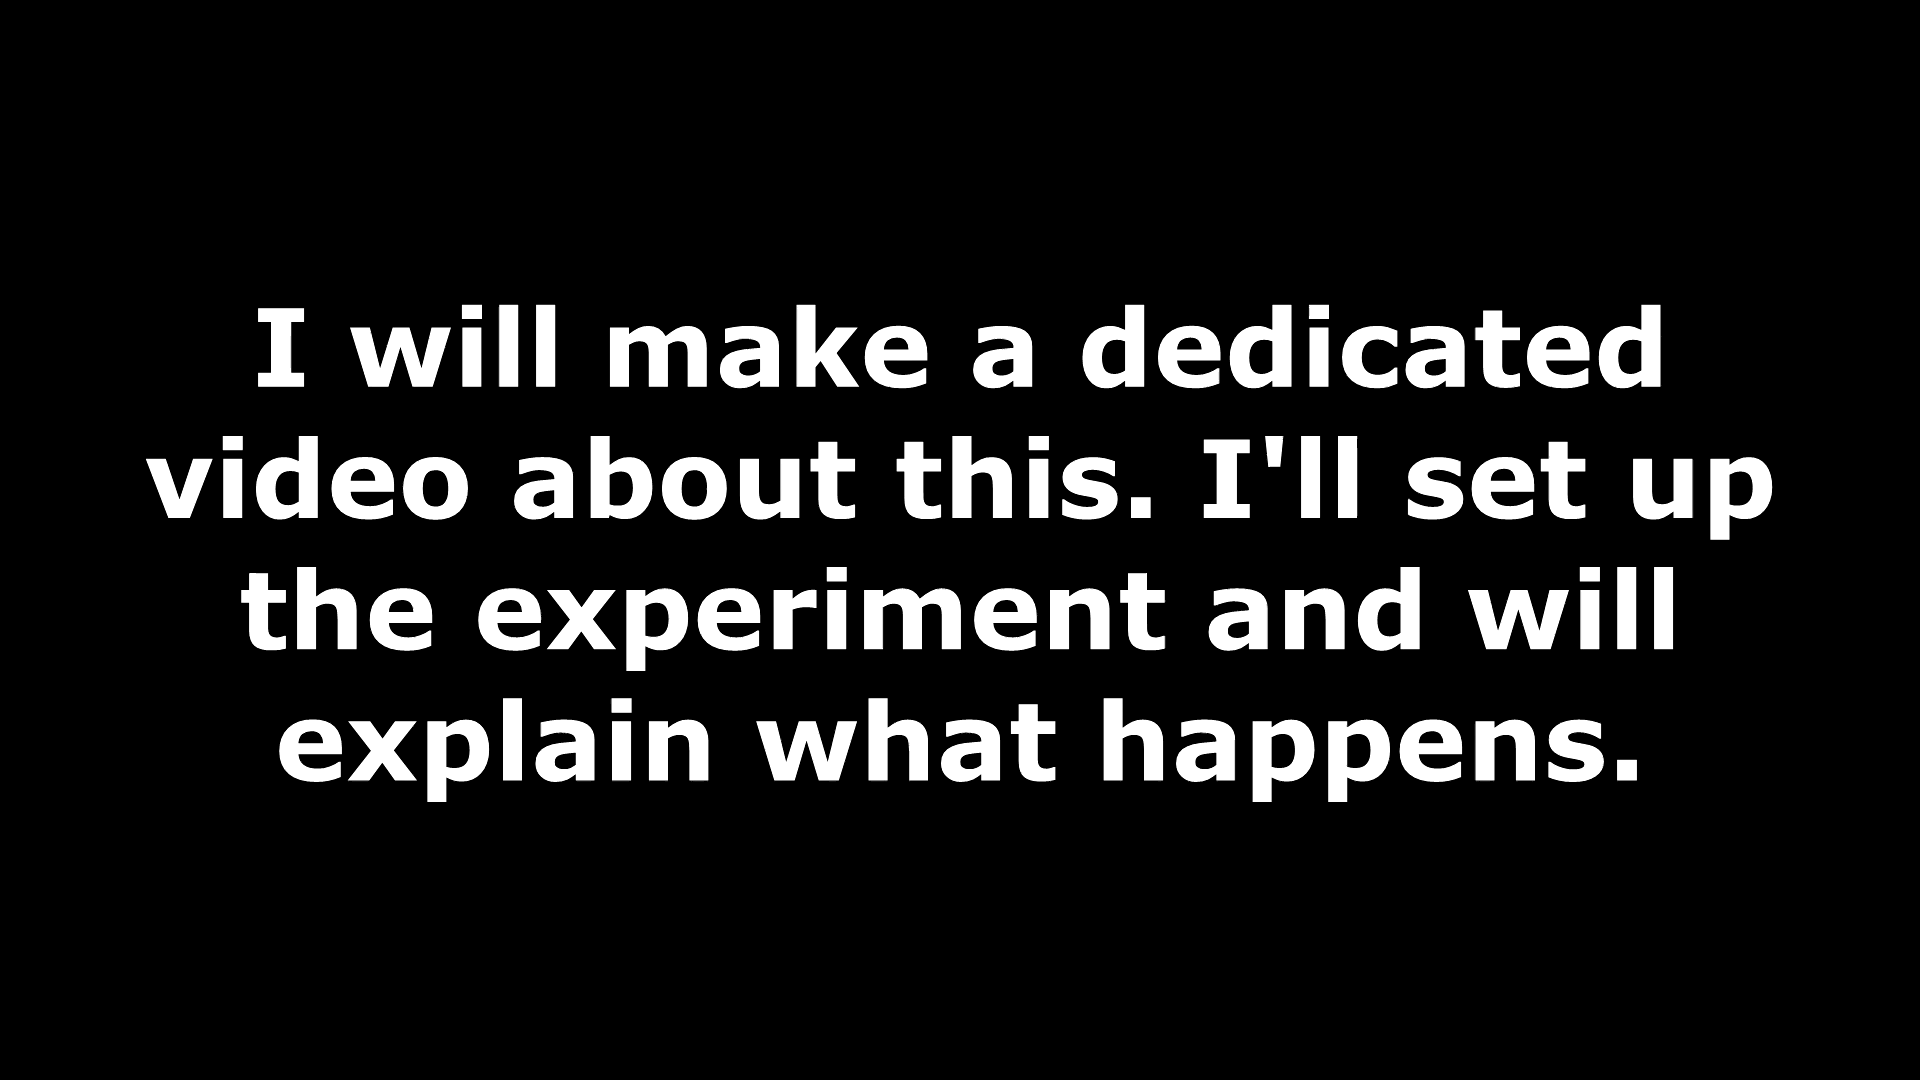 I will make a dedicated
video about this. I'll set up
the experiment and will
explain what happens.